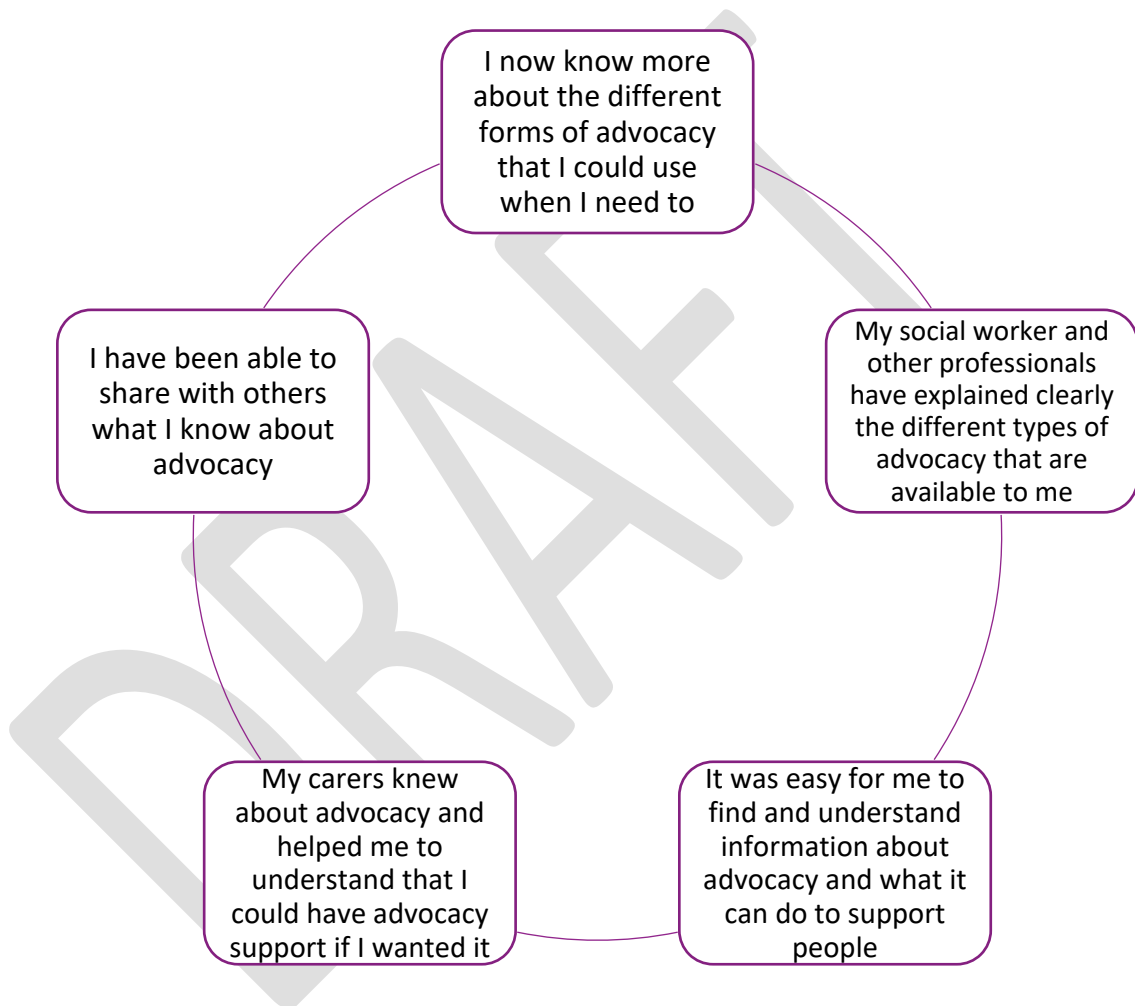 I now know more
about the different
forms of advocacy
that I could use
when I need to
My social worker and
other professionals
have explained clearly
the different types of
advocacy that are
available to me
It was easy for me to
find and understand
information about
advocacy and what it
can do to support
people
My carers knew
about advocacy and
helped me to
understand that I
could have advocacy
support if I wanted it
I have been able to
share with others
what I know about
advocacy
DRAFT